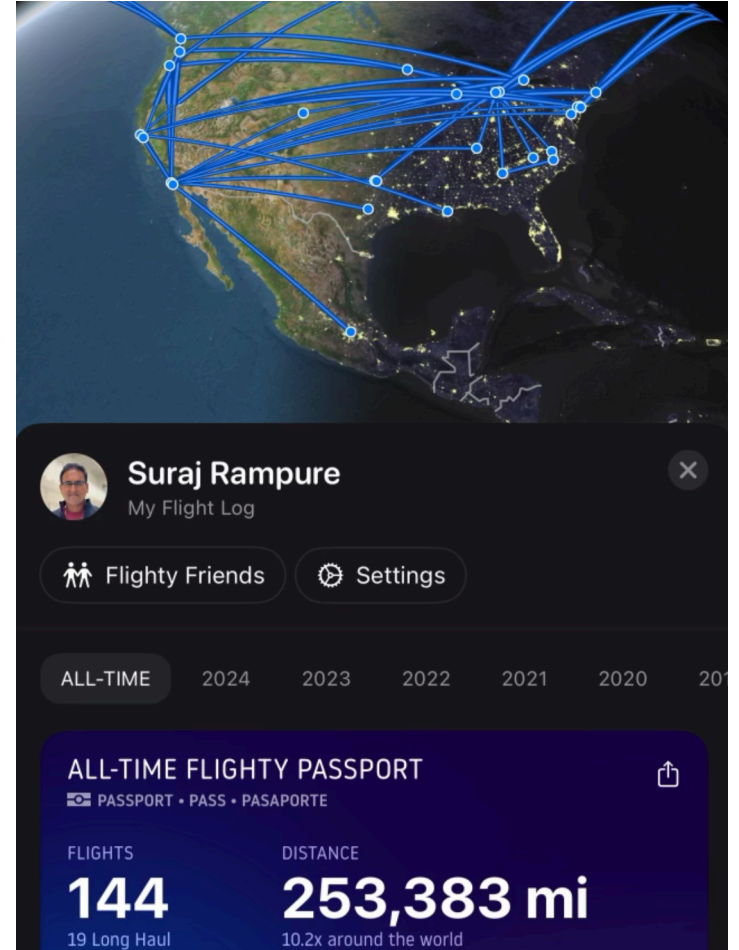 Suraj Rampure
My Flight Log
Flighty Friends
Settings
ALL-TIME 2024 2023 2022 2021 2020 201
ALL-TIME FLIGHTY PASSPORT
PASSPORT • PASS • PASAPORTE
FLIGHTS DISTANCE
144 253,383 mi
19 Long Haul 10.2x around the world